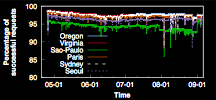 Percentage of
successful requests
100
95
90
85
80
75
Oregon
Virginia
Sao-Paulo
Paris
Sydney
Seoul
05-01 06-01 07-01 08-01 09-01
Time